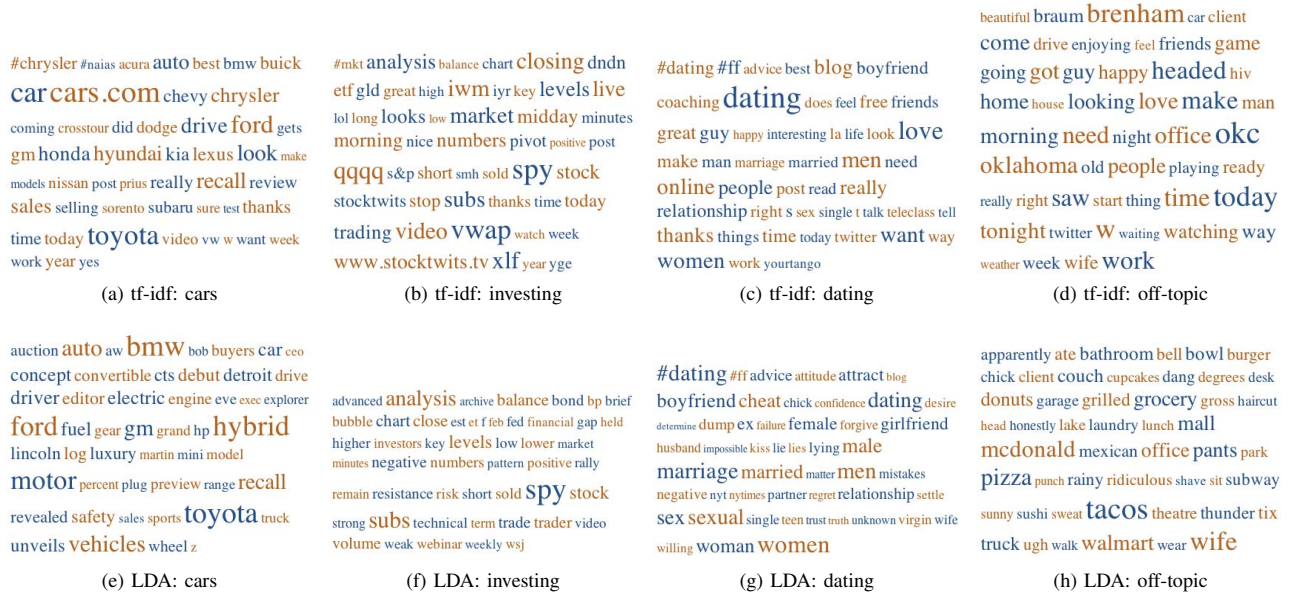 #chrysler #naias acura auto best bmw buick
car cars.com chevy chrysler
coming crosstour did dodge drive ford gets
gm honda hyundai kia lexus look make
models nissan post prius really recall review
sales selling sorento subaru sure test thanks
time today toyota video vw w want week
work year yes
(a) tf-idf: cars
#mkt analysis balance chart closing dndn
etf gld great high iwm iyr key levels live
lol long looks low market midday minutes
morning nice numbers pivot positive post
qqqq s&p short smh sold spy stock
stocktwits stop subs thanks time today
trading video vwap watch week
www.stocktwits.tv xlf year yge
(b) tf-idf: investing
#dating #ff advice best blog boyfriend
coaching dating does feel free friends
great guy happy interesting la life look love
make man marriage married men need
online people post read really
relationship right s sex single t talk teleclass tell
thanks things time today twitter want way
women work yourtango
(c) tf-idf: dating
beautiful braum brenham car client
come drive enjoying feel friends game
going got guy happy headed hiv
home house looking love make man
morning need night office okc
oklahoma old people playing ready
really right saw start thing time today
tonight twitter w waiting watching way
weather week wife work
(d) tf-idf: off-topic
auction auto aw bmw bob buyers car ceo
concept convertible cts debut detroit drive
driver editor electric engine eve exec explorer
ford fuel gear gm grand hp hybrid
lincoln log luxury martin mini model
motor percent plug preview range recall
revealed safety sales sports toyota truck
unveils vehicles wheel z
(e) LDA: cars
advanced analysis archive balance bond bp brief
bubble chart close est et f feb fed financial gap held
higher investors key levels low lower market
minutes negative numbers pattern positive rally
remain resistance risk short sold spy stock
strong subs technical term trade trader video
volume weak webinar weekly wsj
(f) LDA: investing
#dating #ff advice attitude attract blog
boyfriend cheat chick confidence dating desire
determine dump ex failure female forgive girlfriend
husband impossible kiss lie lies lying male
marriage married matter men mistakes
negative nyt nytimes partner regret relationship settle
sex sexual single teen trust truth unknown virgin wife
willing woman women
(g) LDA: dating
apparently ate bathroom bell bowl burger
chick client couch cupcakes dang degrees desk
donuts garage grilled grocery gross haircut
head honestly lake laundry lunch mall
mcdonald mexican office pants park
pizza punch rainy ridiculous shave sit subway
sunny sushi sweat tacos theatre thunder tix
truck ugh walk walmart wear wife
(h) LDA: off-topic